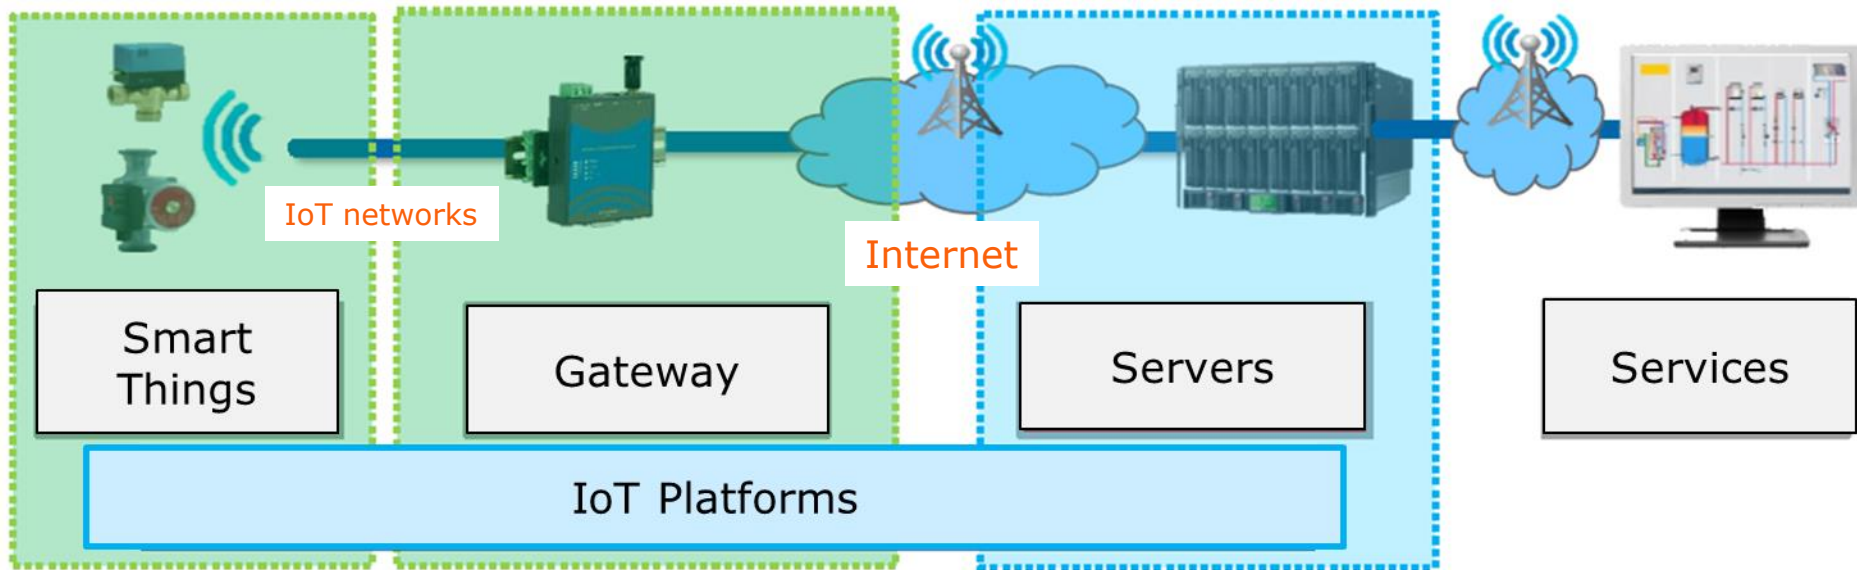 IoT networks
Internet
Smart
Things
Gateway
Servers
Services
IoT Platforms